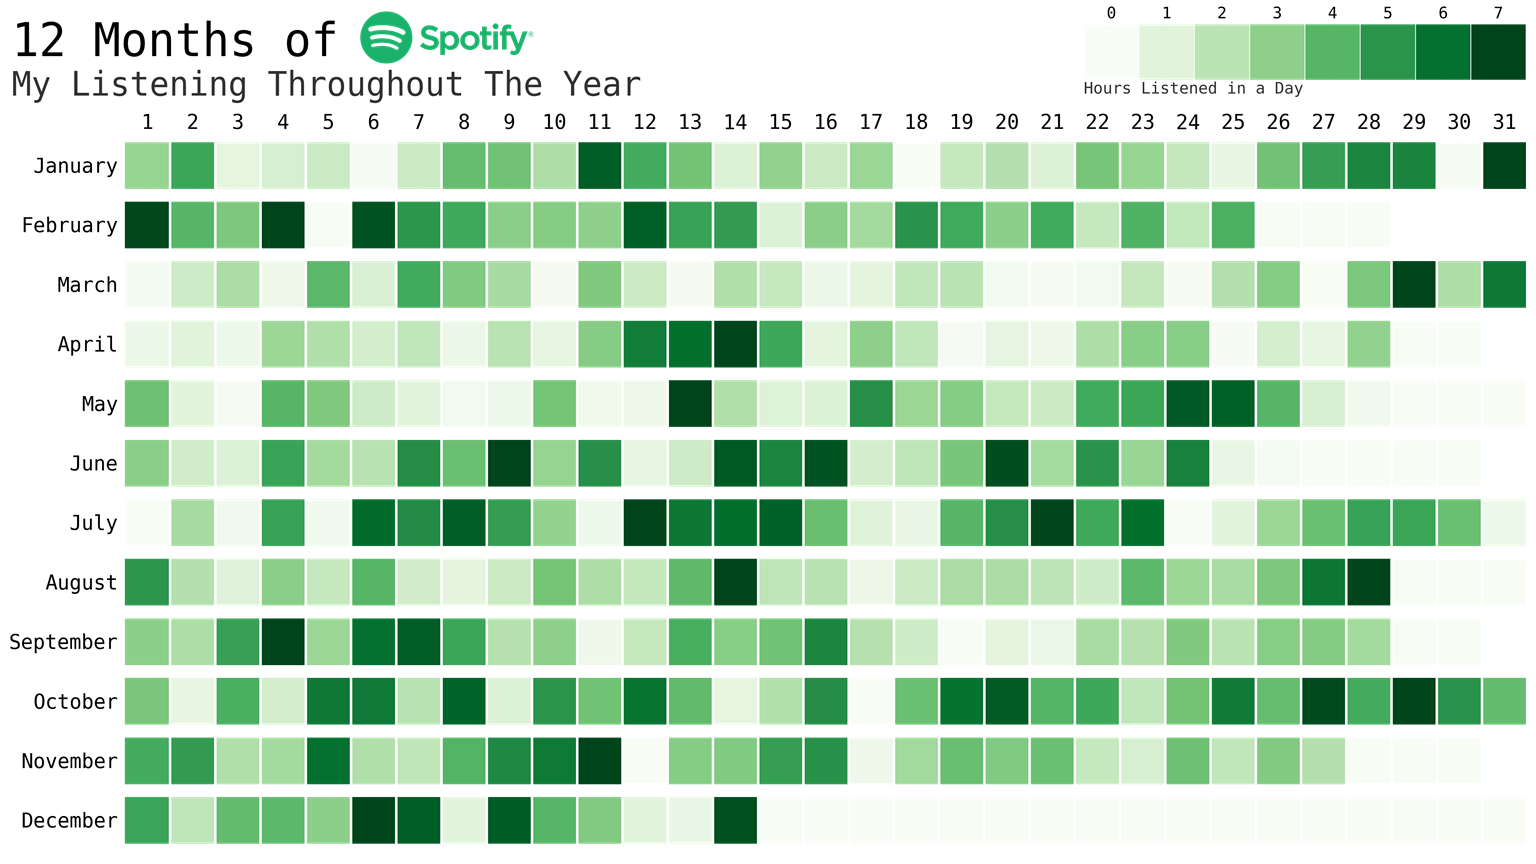 12 Months of Spotify®
My Listening Throughout The Year
0 1 2 3 4 5 6 7
Hours Listened in a Day
1 2 3 4 5 6 7 8 9 10 11 12 13 14 15 16 17 18 19 20 21 22 23 24 25 26 27 28 29 30 31
January
February
March
April
May
June
July
August
September
October
November
December